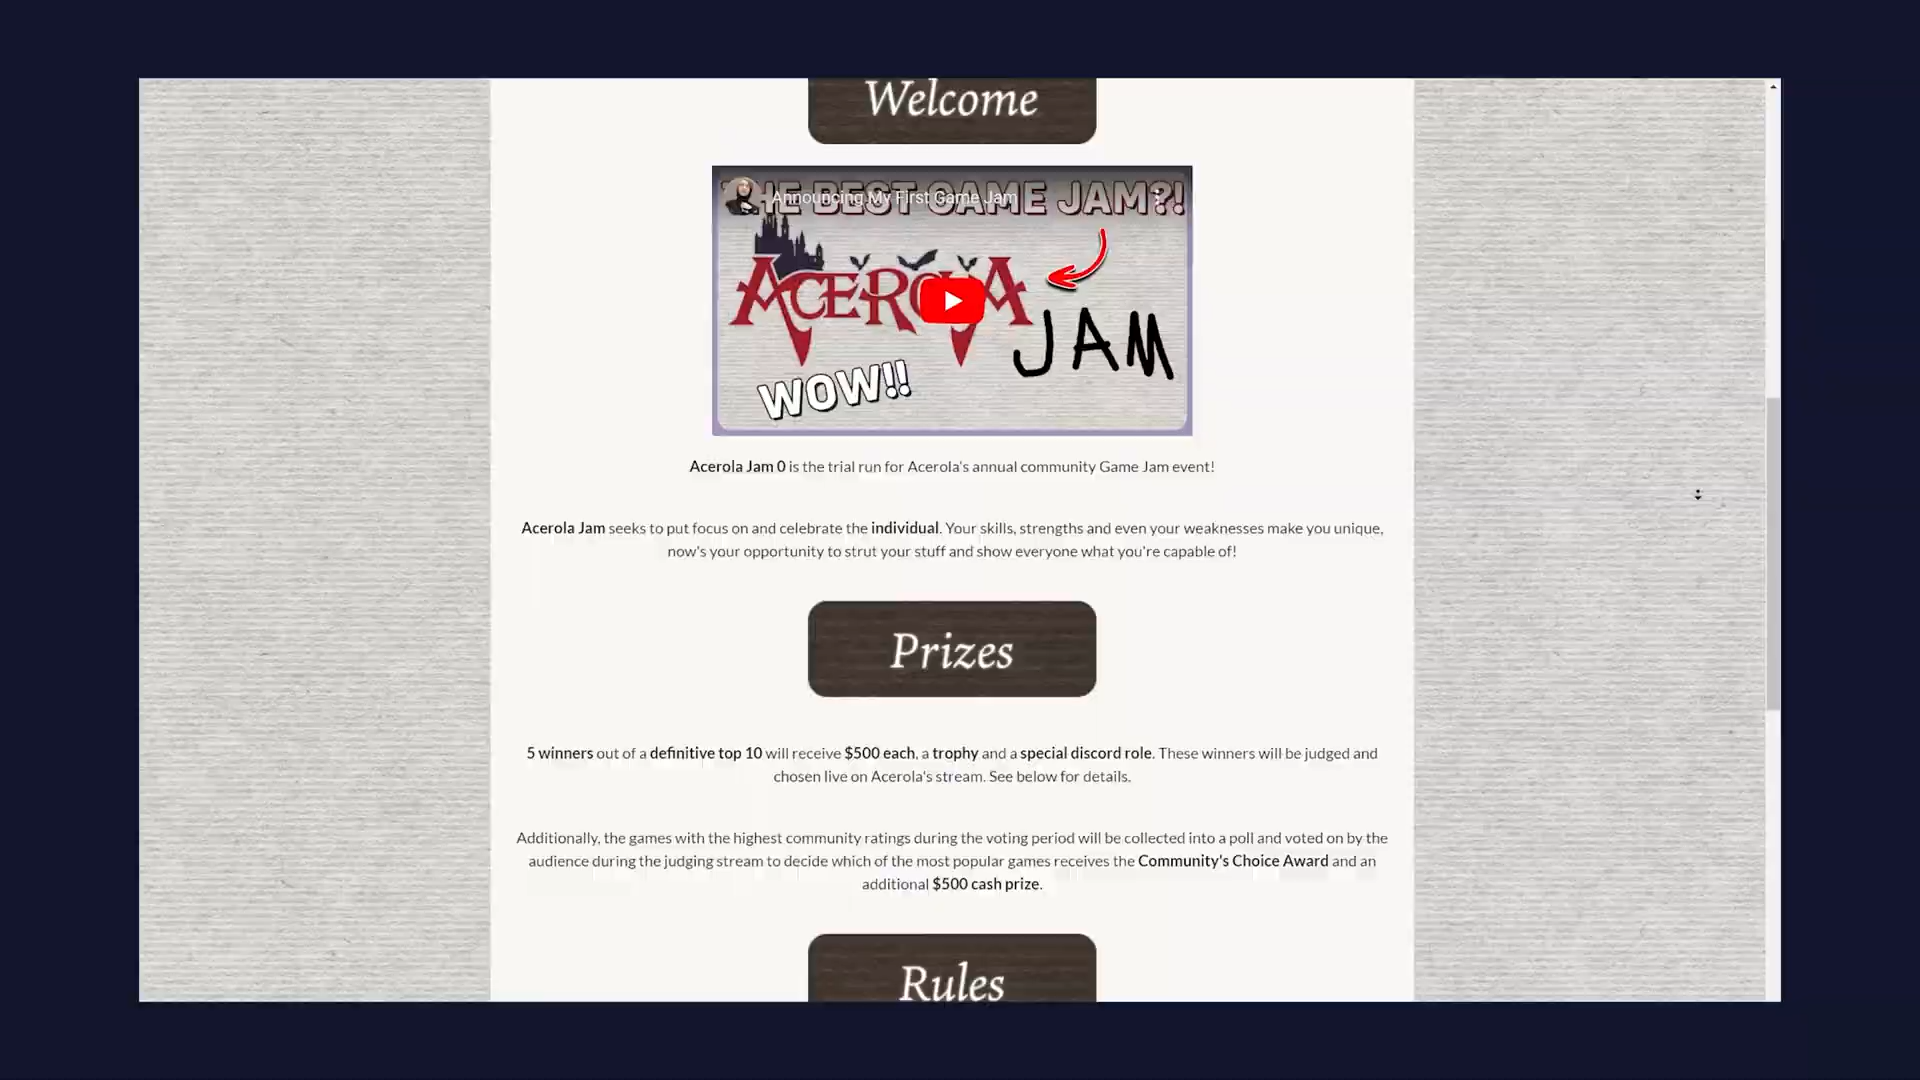 Welcome
THE BEST GAME JAM?!
Announcing My First Game Jam
ACEROLA
JAM
WOW!!
Acerola Jam 0 is the trial run for Acerola's annual community Game Jam event!
Acerola Jam seeks to put focus on and celebrate the individual. Your skills, strengths and even your weaknesses make you unique,
now's your opportunity to strut your stuff and show everyone what you're capable of!
Prizes
5 winners out of a definitive top 10 will receive $500 each, a trophy and a special discord role. These winners will be judged and
chosen live on Acerola's stream. See below for details.
Additionally, the games with the highest community ratings during the voting period will be collected into a poll and voted on by the
audience during the judging stream to decide which of the most popular games receives the Community's Choice Award and an
additional $500 cash prize.
Rules